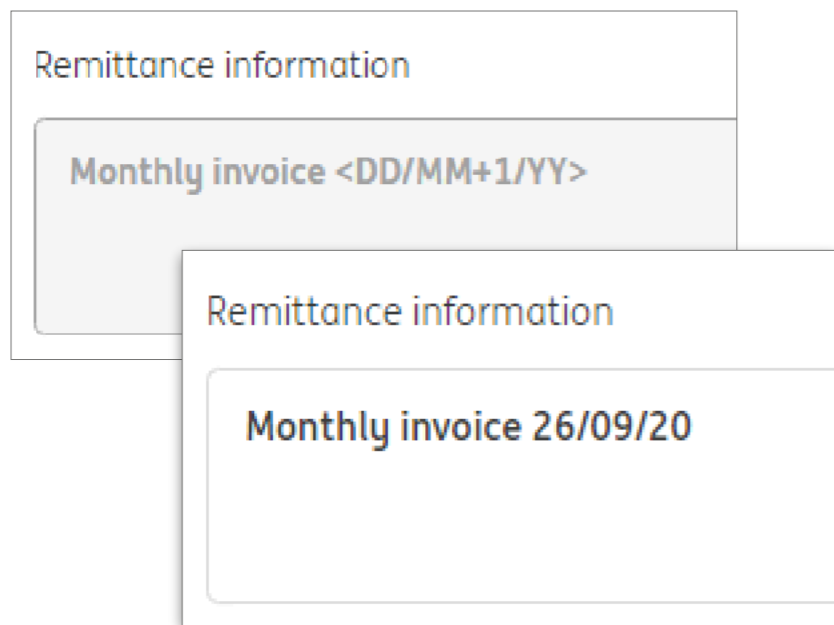 Remittance information
Monthly invoice <DD/MM+1/YY>
Remittance information
Monthly invoice 26/09/20